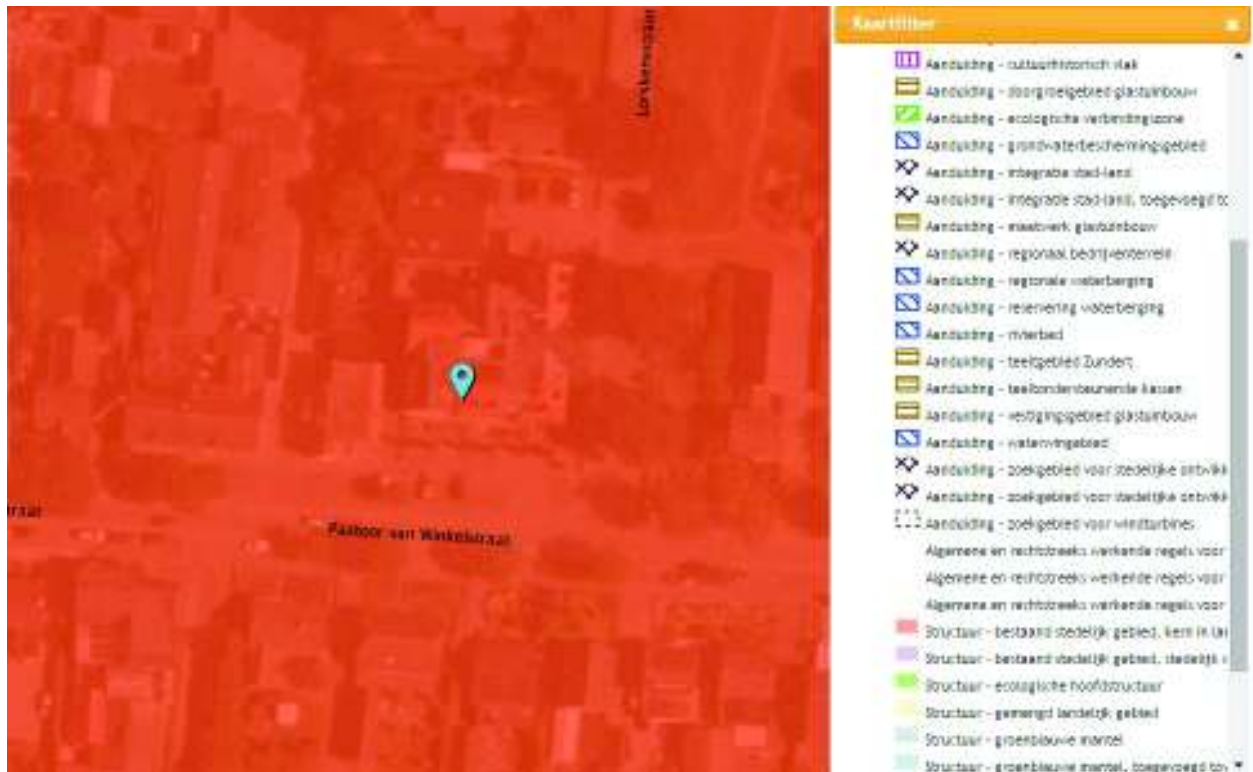 Pastoor van Winkelstraat
Kaartfilter
Aanduiding - cultuurhistorisch vlak
Aanduiding - doorgroeigebied glastuinbouw
Aanduiding - ecologische verbindingszone
Aanduiding - grondwaterbeschermingsgebied
Aanduiding - integratie stad-land
Aanduiding - integratie stad-land, toegevoegd to
Aanduiding - maatwerk glastuinbouw
Aanduiding - regionaal bedrijventerrein
Aanduiding - regionale waterberging
Aanduiding - reservering waterberging
Aanduiding - rivierbed
Aanduiding - teeltgebied Zundert
Aanduiding - teeltondersteunende kassen
Aanduiding - vestigingsgebied glastuinbouw
Aanduiding - waterwingebied
Aanduiding - zoekgebied voor stedelijke ontwikk
Aanduiding - zoekgebied voor stedelijke ontwikk
Aanduiding - zoekgebied voor windturbines
Algemene en rechtstreeks werkende regels voor
Algemene en rechtstreeks werkende regels voor
Algemene en rechtstreeks werkende regels voor
Structuur - bestaand stedelijk gebied, kern in lan
Structuur - bestaand stedelijk gebied, stedelijk
Structuur - ecologische hoofdstructuur
Structuur - gemengd landelijk gebied
Structuur - groenblauwe mantel
Structuur - groenblauwe mantel, toegevoegd tov